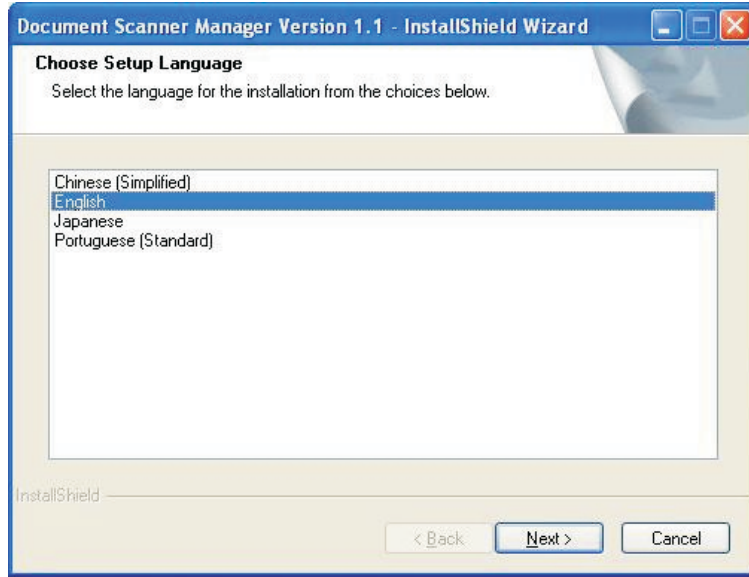 Document Scanner Manager Version 1.1 - InstallShield Wizard
Choose Setup Language
Select the language for the installation from the choices below.
Chinese (Simplified)
English
Japanese
Portuguese (Standard)
InstallShield
< Back Next > Cancel